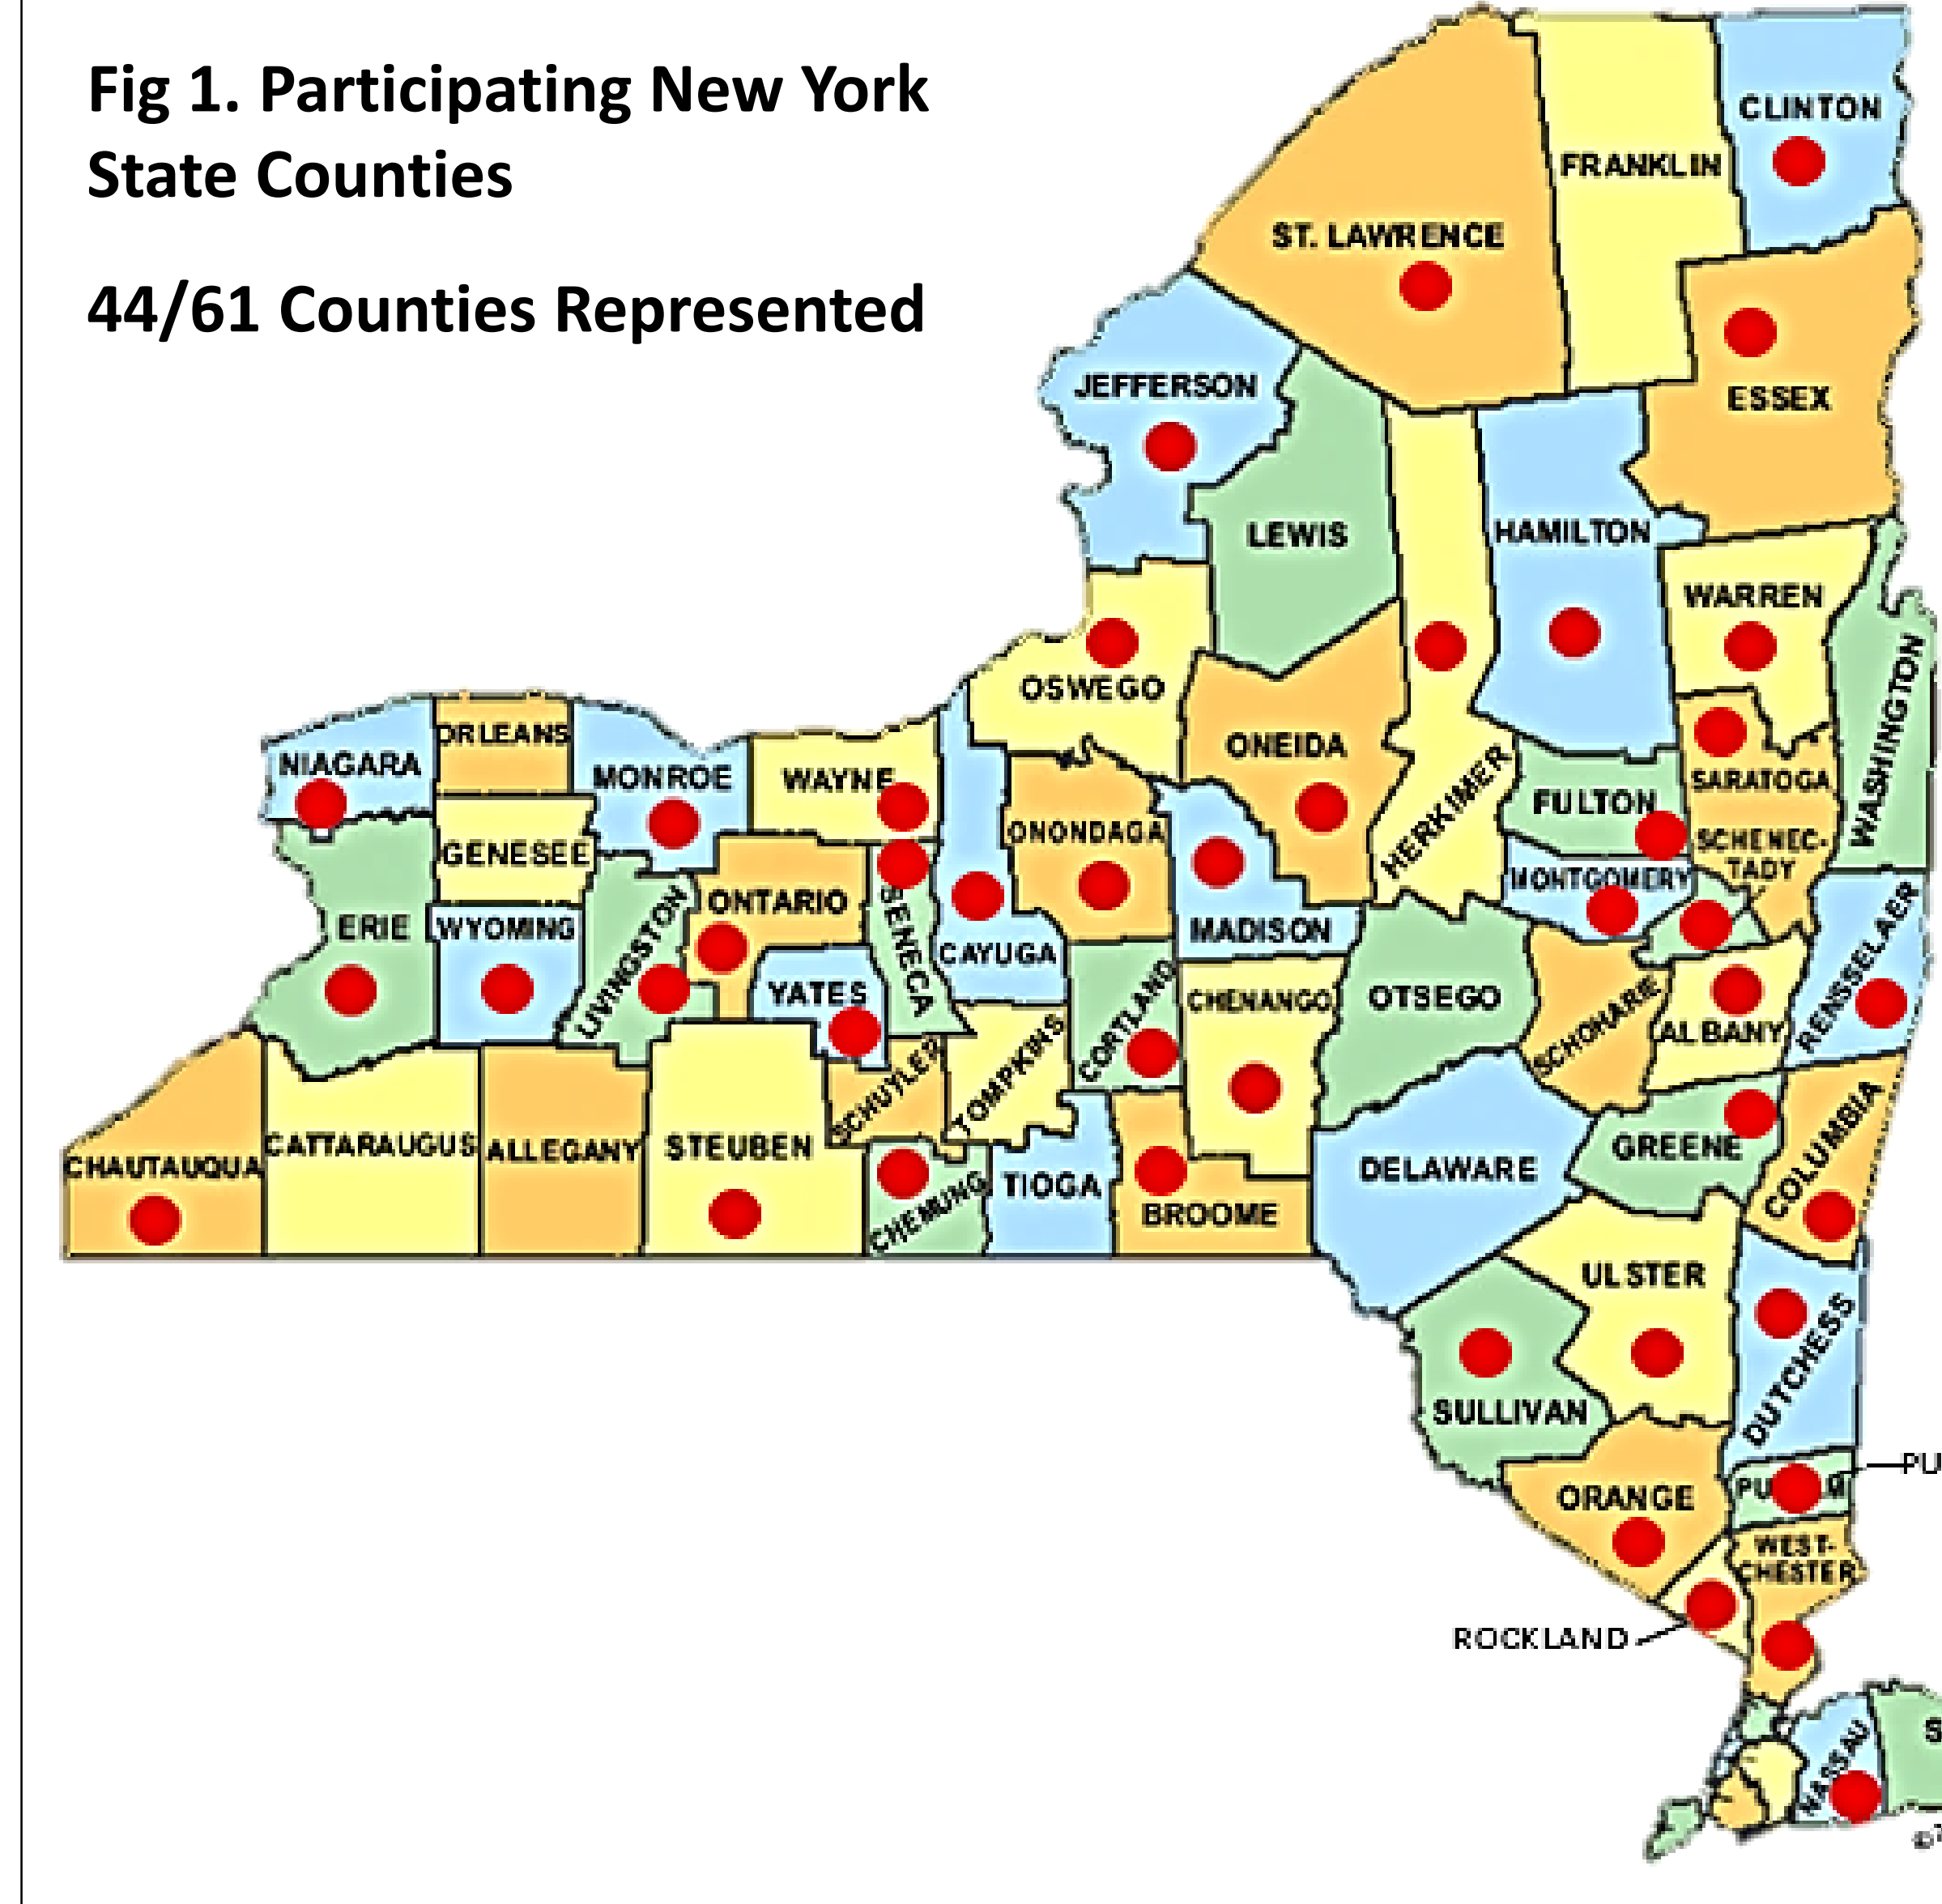 Fig 1. Participating New York
State Counties
44/61 Counties Represented
CLINTON
FRANKLIN
ST. LAWRENCE
JEFFERSON
ESSEX
LEWIS
HAMILTON
WARREN
WASHINGTON
OSWEGO
ONEIDA
HERKIMER
FULTON
SARATOGA
SCHENEC-
TADY
MONTGOMERY
NIAGARA
ORLEANS
MONROE
WAYNE
ONONDAGA
GENESEE
ONTARIO
SENECA
CAYUGA
MADISON
ERIE
WYOMING
LIVINGSTON
YATES
CORTLAND
CHENANGO
OTSEGO
SCHOHARIE
ALBANY
RENSSELAER
SCHUYLER
TOMPKINS
CHAUTAUQUA
CATTARAUGUS
ALLEGANY
STEUBEN
CHEMUNG
TIOGA
BROOME
DELAWARE
GREENE
COLUMBIA
ULSTER
DUTCHESS
SULLIVAN
ORANGE
PU
PU M
WEST-
CHESTER
ROCKLAND
NASSAU
S
©